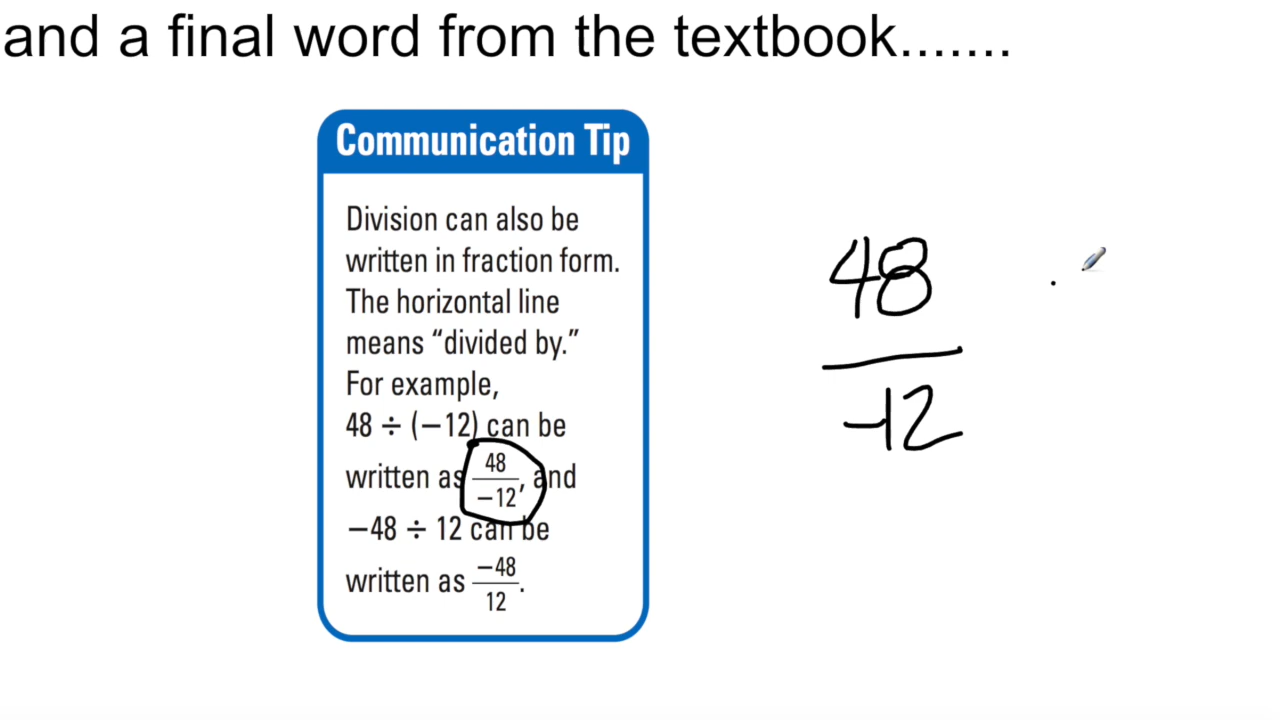 and a final word from the textbook.......
Communication Tip
Division can also be
written in fraction form.
The horizontal line
means “divided by.”
For example,
48 ÷ (−12) can be
written as 48/−12, and
−48 ÷ 12 can be
written as −48/12.
48
-12